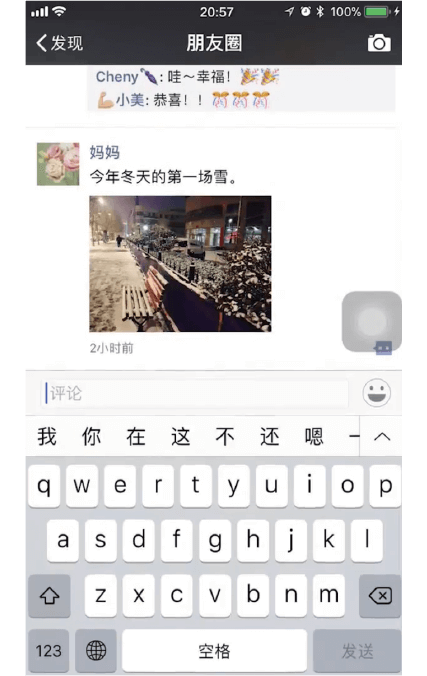 20:57
100%
发现
朋友圈
Cheny🍆: 哇～幸福！🎉🎉
💪🏼小美: 恭喜！！🎊🎊🎊
妈妈
今年冬天的第一场雪。
2小时前
评论
我 你 在 这 不 还 嗯 一
q w e r t y u i o p
a s d f g h j k l
z x c v b n m
123 空格 发送